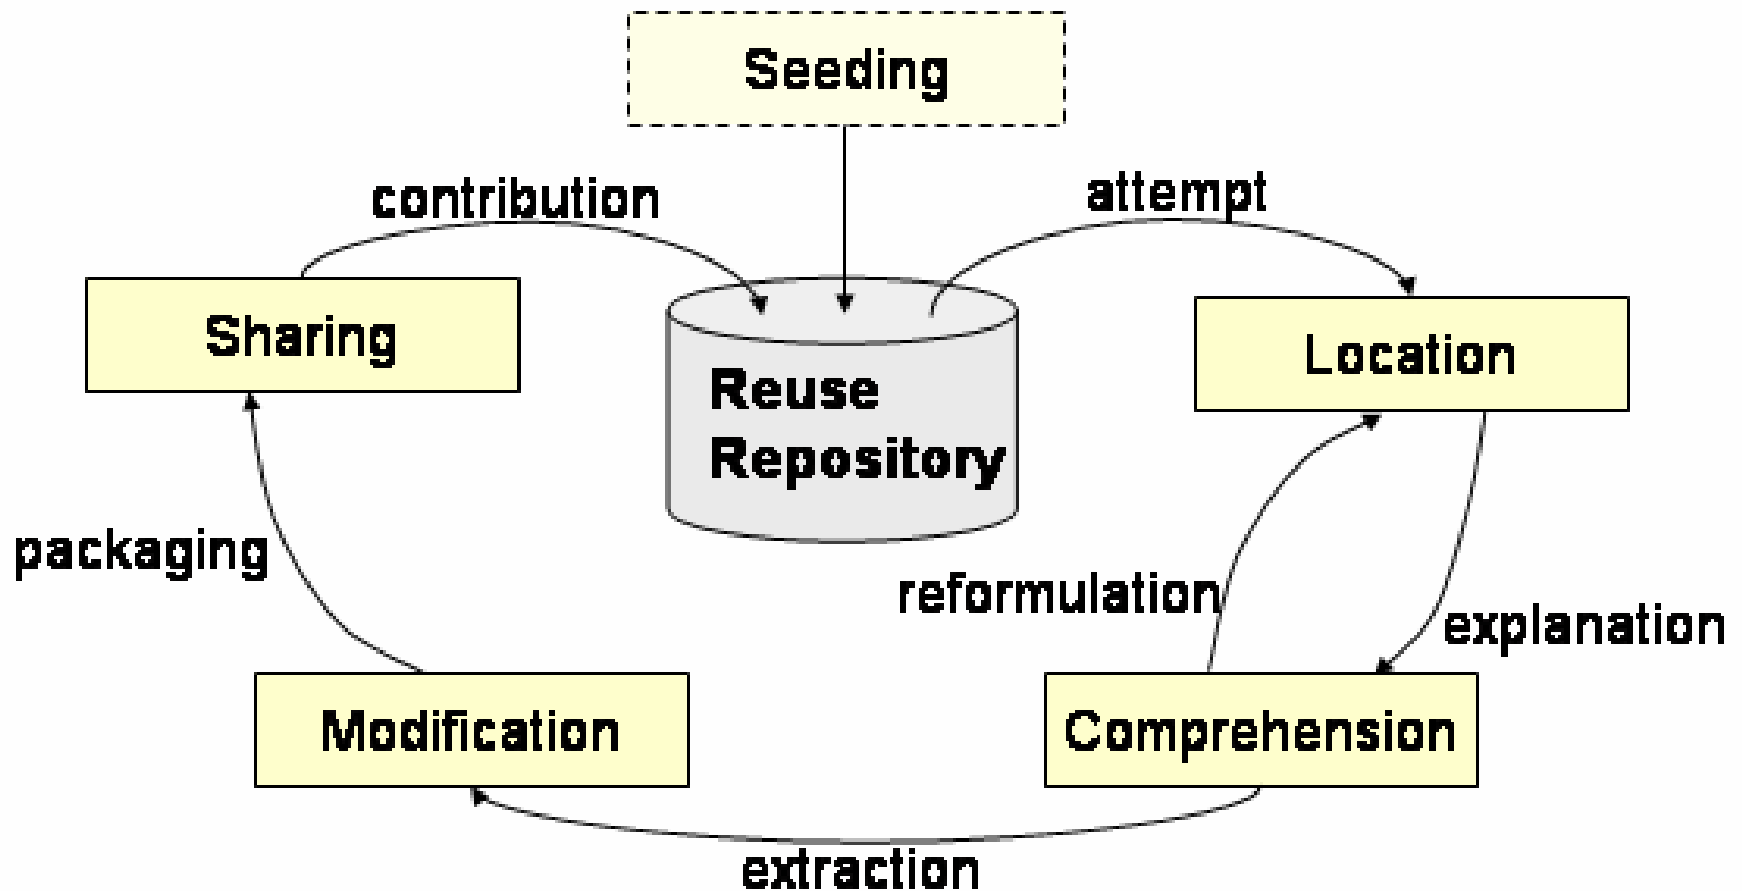 Seeding
contribution
attempt
Sharing
Location
Reuse
Repository
packaging
reformulation
explanation
Modification
Comprehension
extraction